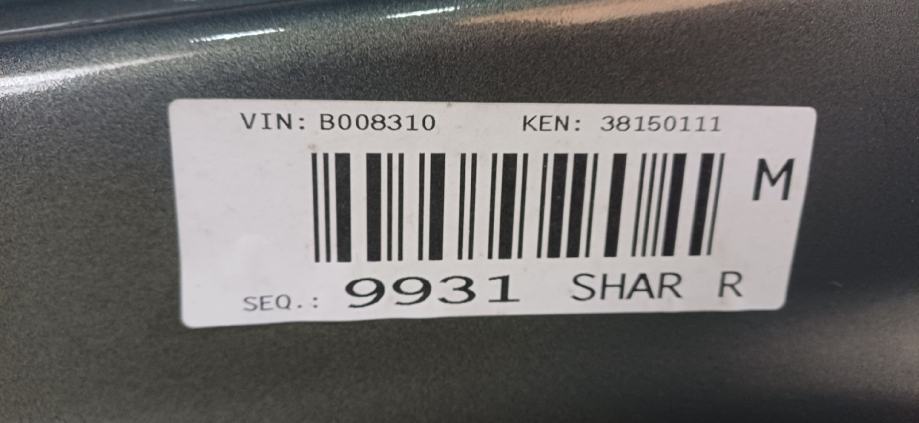 VIN: B008310 KEN: 38150111
M
SEQ.: 9931 SHAR R